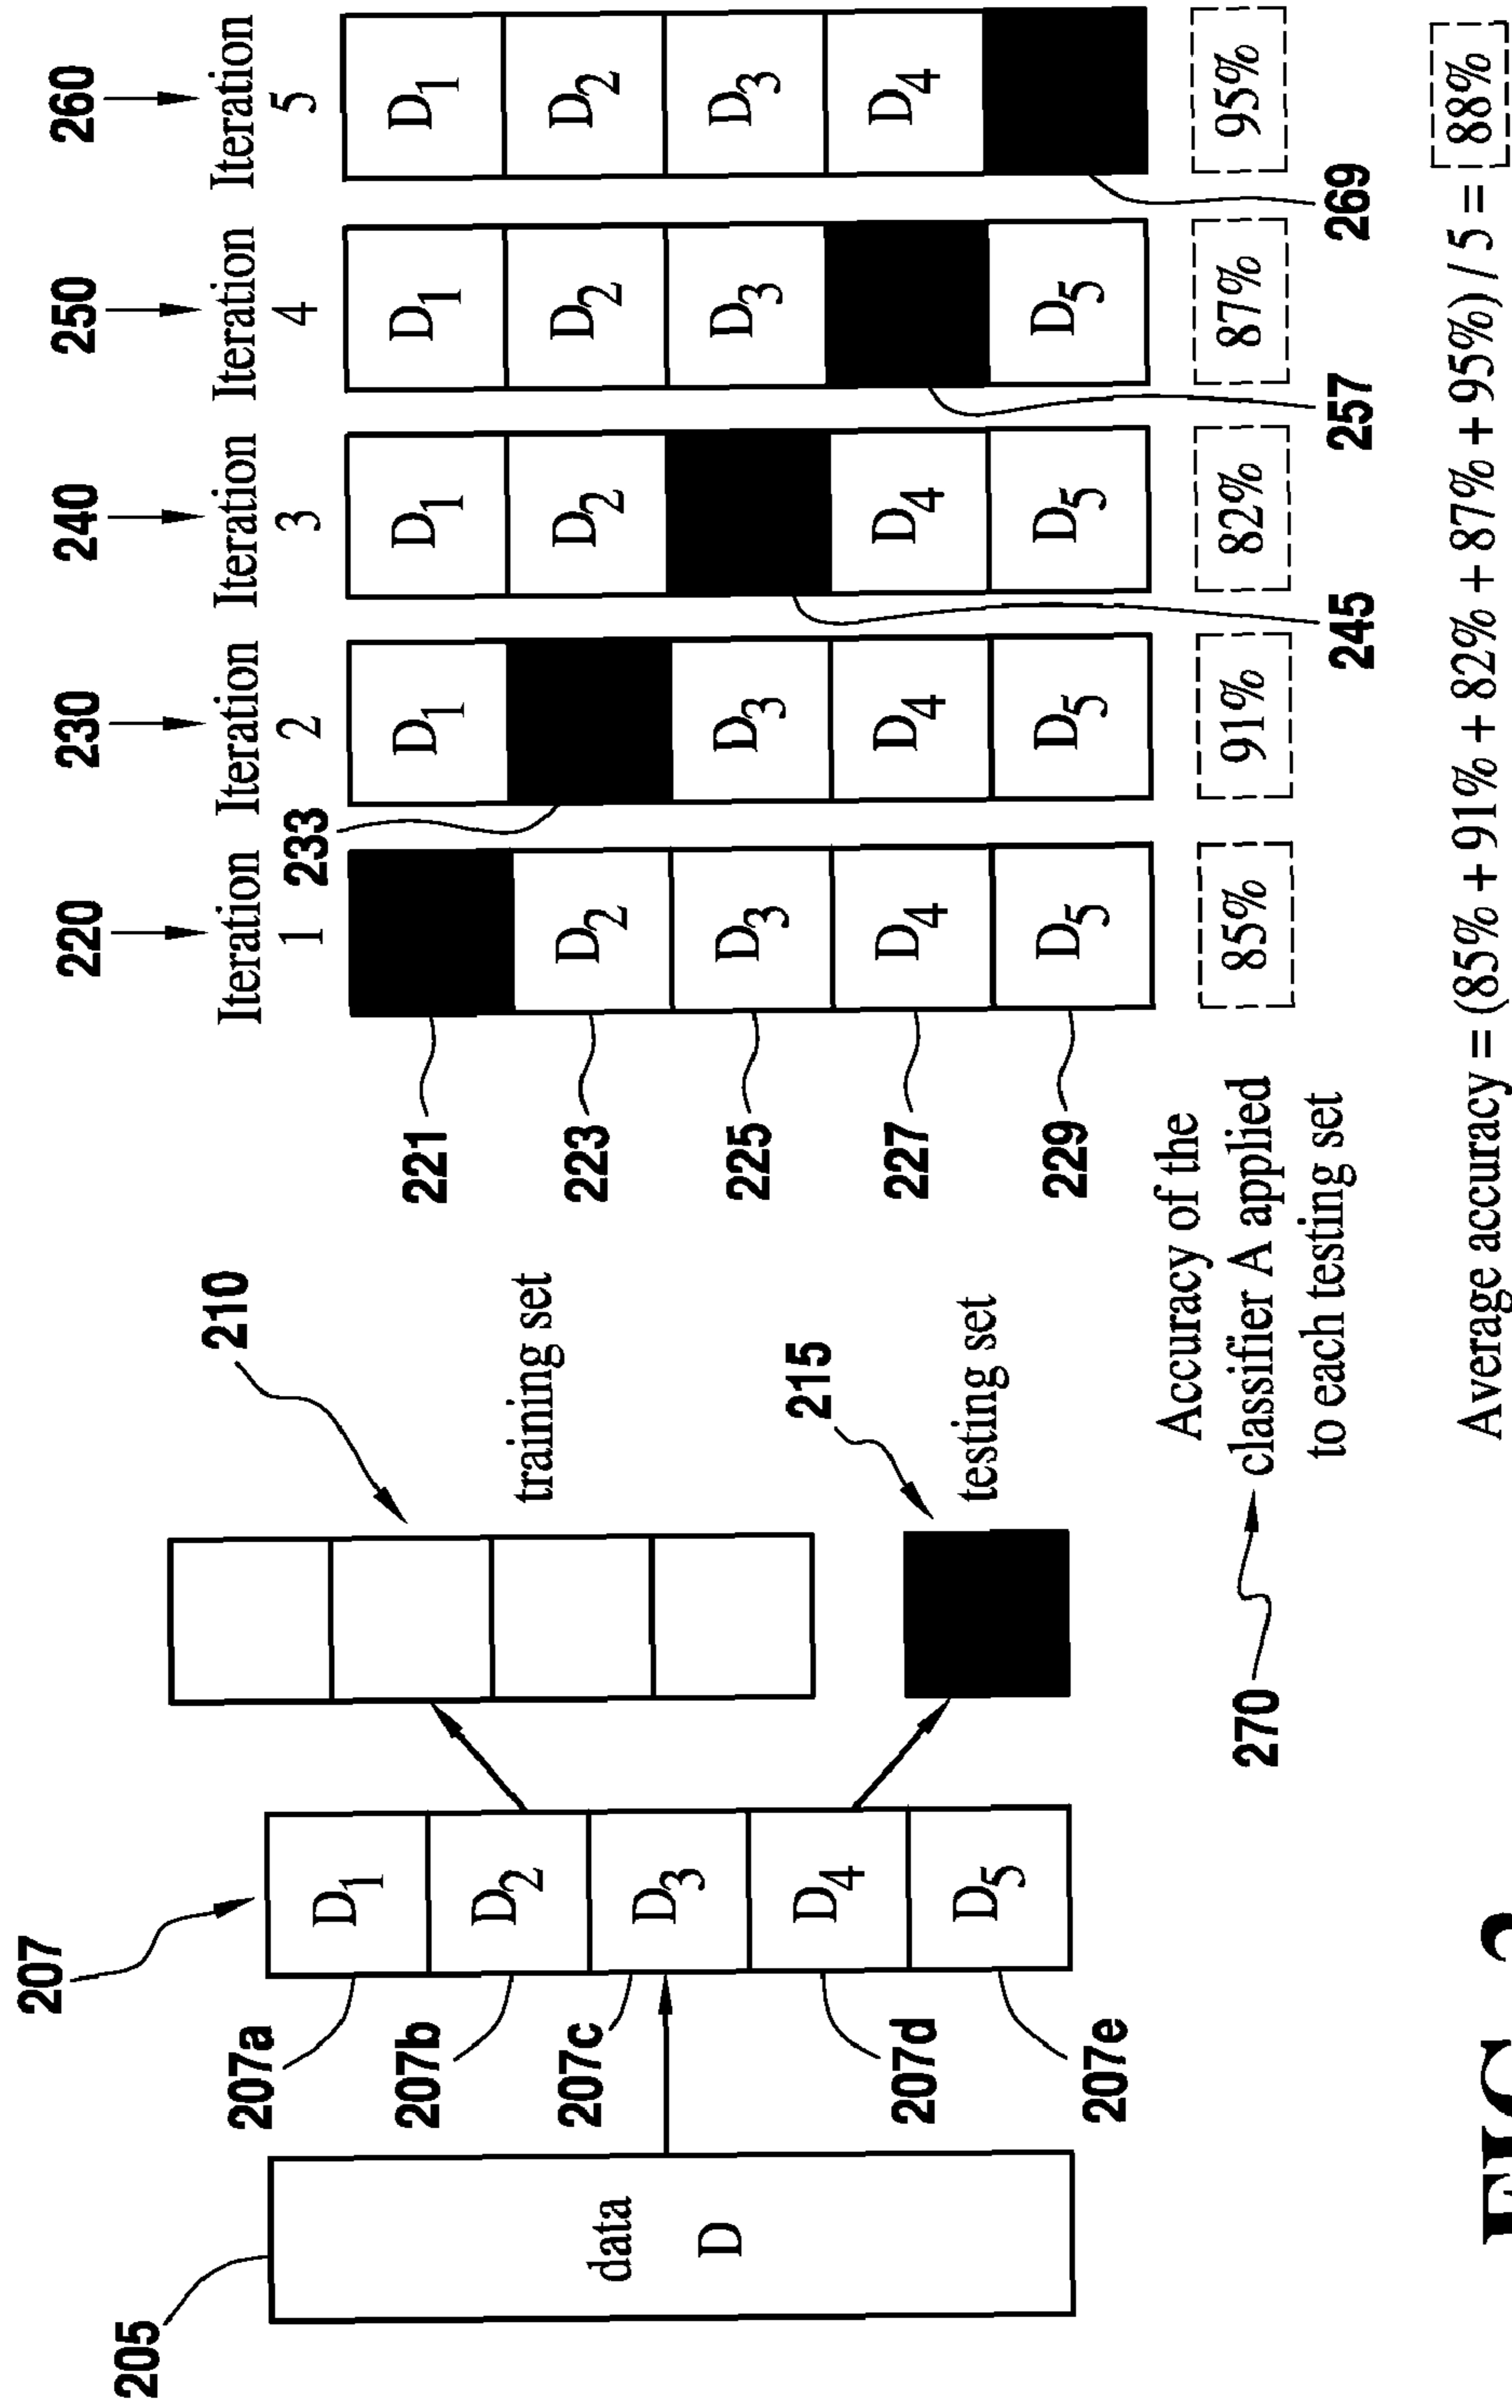 205
data
D
207
207a
207b
207c
207d
207e
D1
D2
D3
D4
D5
210
training set
215
testing set
220
Iteration
1
221
223
225
227
229
D2
D3
D4
D5
85%
230
Iteration
2
233
D1
D3
D4
D5
91%
240
Iteration
3
D1
D2
D4
D5
245
82%
250
Iteration
4
D1
D2
D3
D5
257
87%
260
Iteration
5
D1
D2
D3
D4
269
95%
270
Accuracy of the
classifier A applied
to each testing set
Average accuracy = (85% + 91% + 82% + 87% + 95%) / 5 = 88%